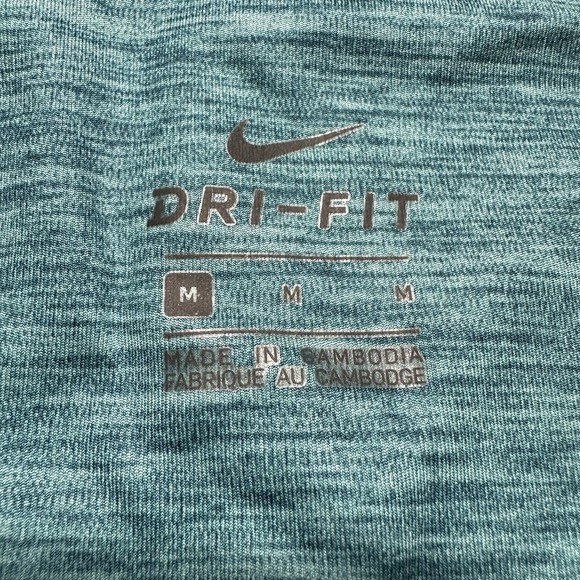 DRI-FIT
M M M
MADE IN CAMBODIA
FABRIQUE AU CAMBODGE